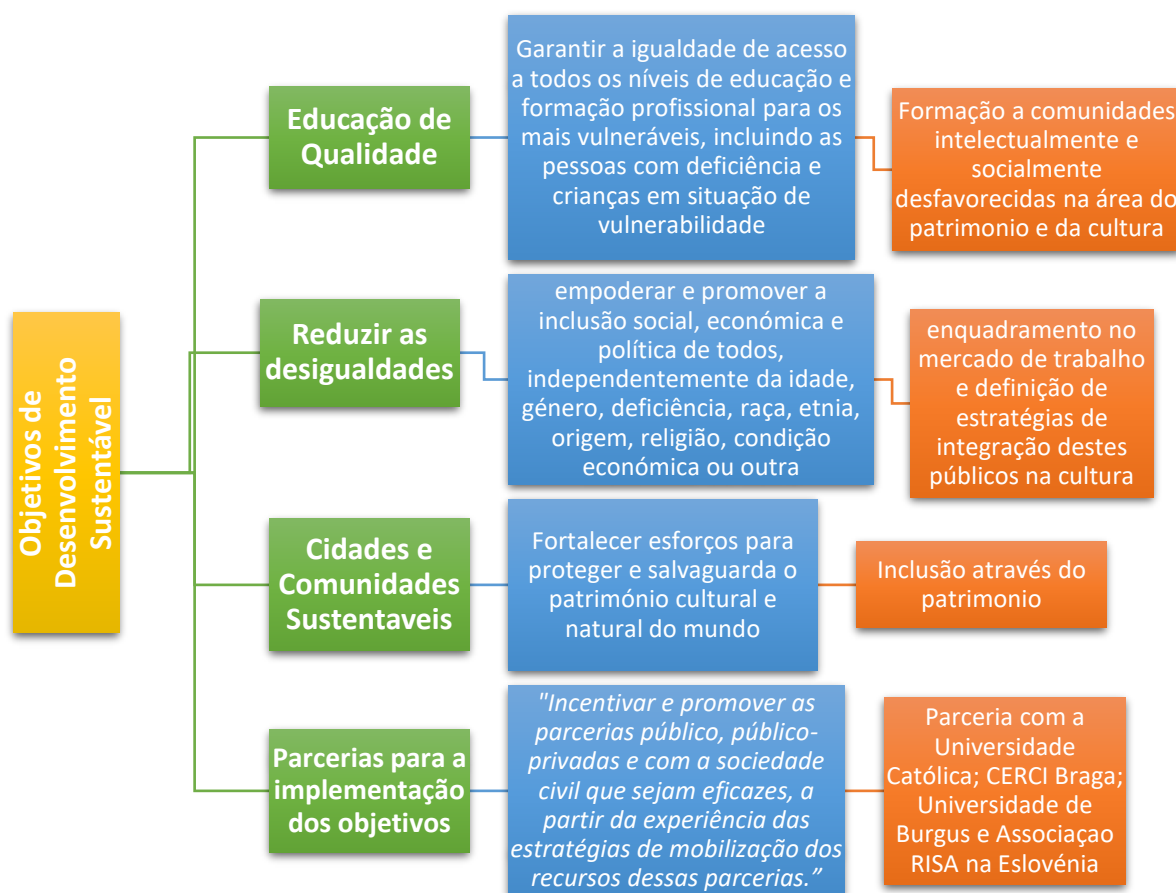 Objetivos de
Desenvolvimento
Sustentável
Educação de
Qualidade
Garantir a igualdade de acesso
a todos os níveis de educação e
formação profissional para os
mais vulneráveis, incluindo as
pessoas com deficiência e
crianças em situação de
vulnerabilidade
Formação a comunidades
intelectualmente e
socialmente
desfavorecidas na área do
patrimonio e da cultura
Reduzir as
desigualdades
empoderar e promover a
inclusão social, económica e
política de todos,
independentemente da idade,
género, deficiência, raça, etnia,
origem, religião, condição
económica ou outra
enquadramento no
mercado de trabalho
e definição de
estratégias de
integração destes
públicos na cultura
Cidades e
Comunidades
Sustentaveis
Fortalecer esforços para
proteger e salvaguarda o
património cultural e
natural do mundo
Inclusão através do
patrimonio
Parcerias para a
implementação
dos objetivos
"Incentivar e promover as
parcerias público, público-
privadas e com a sociedade
civil que sejam eficazes, a
partir da experiência das
estratégias de mobilização dos
recursos dessas parcerias.”
Parceria com a
Universidade
Católica; CERCI Braga;
Universidade de
Burgus e Associaçao
RISA na Eslovénia